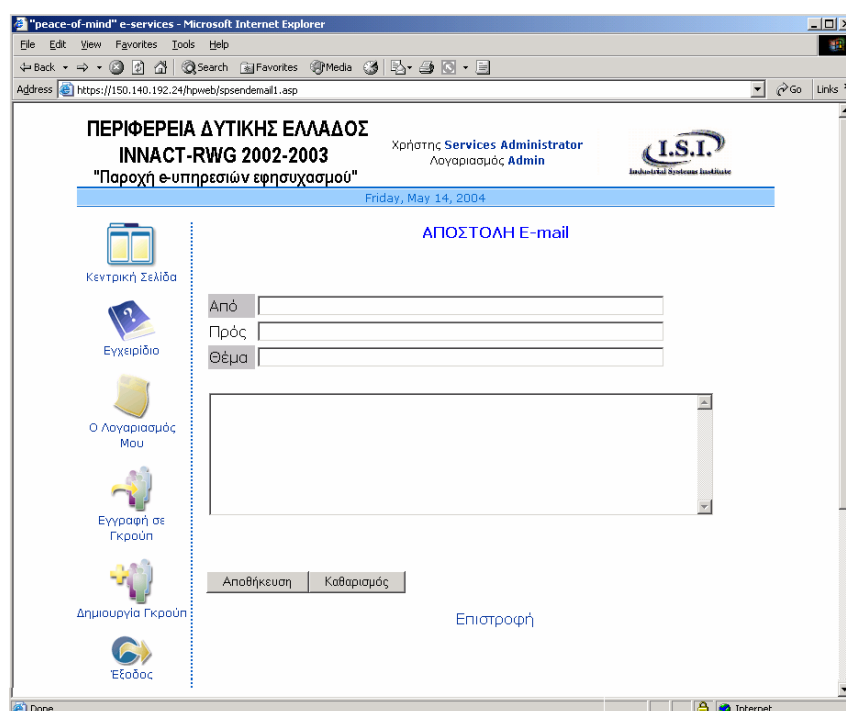 "peace-of-mind" e-services - Microsoft Internet Explorer
File Edit View Favorites Tools Help
Back Search Favorites Media
Address https://150.140.192.24/hpweb/spsendemail1.asp Go Links
ΠΕΡΙΦΕΡΕΙΑ ΔΥΤΙΚΗΣ ΕΛΛΑΔΟΣ
INNACT-RWG 2002-2003
"Παροχή e-υπηρεσιών εφησυχασμού"
Χρήστης Services Administrator
Λογαριασμός Admin
I.S.I.
Industrial Systems Institute
Friday, May 14, 2004
ΑΠΟΣΤΟΛΗ E-mail
Κεντρική Σελίδα
Εγχειρίδιο
Ο Λογαριασμός
Μου
Εγγραφή σε
Γκρούπ
Δημιουργία Γκρούπ
Έξοδος
Από
Πρός
Θέμα
Αποθήκευση Καθαρισμός
Επιστροφή
Done Internet